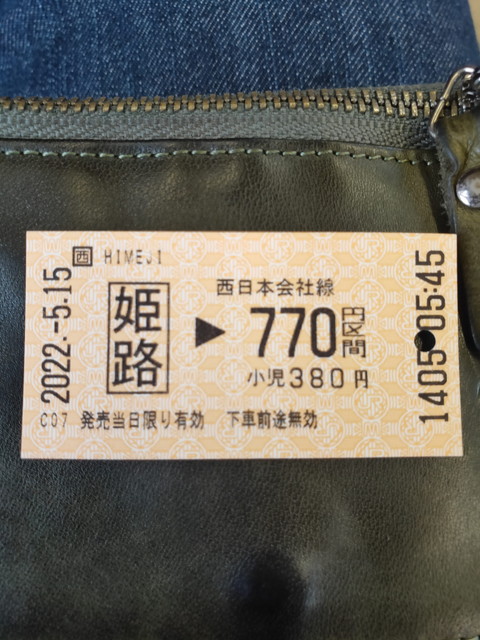 2022.-5.15
西 HIMEJI
姫路 ▶ 西日本会社線
770円区間
小児380円
C07 発売当日限り有効 下車前途無効
1405 05:45